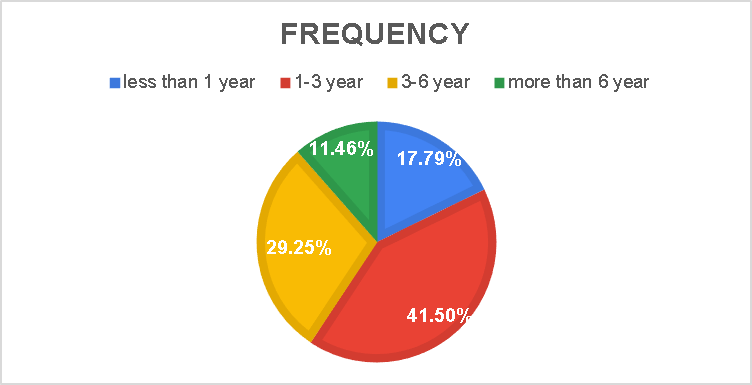 FREQUENCY
less than 1 year 1-3 year 3-6 year more than 6 year
11.46% 17.79%
29.25%
41.50%